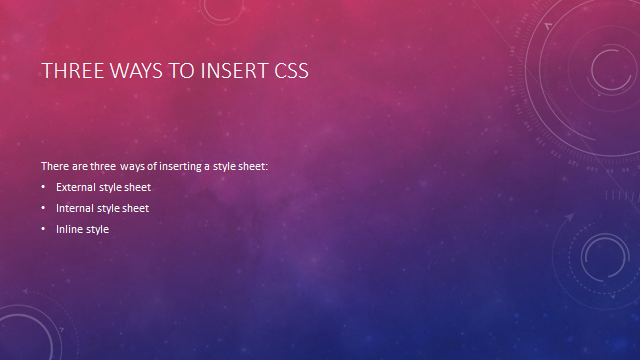 THREE WAYS TO INSERT CSS
There are three ways of inserting a style sheet:
• External style sheet
• Internal style sheet
• Inline style